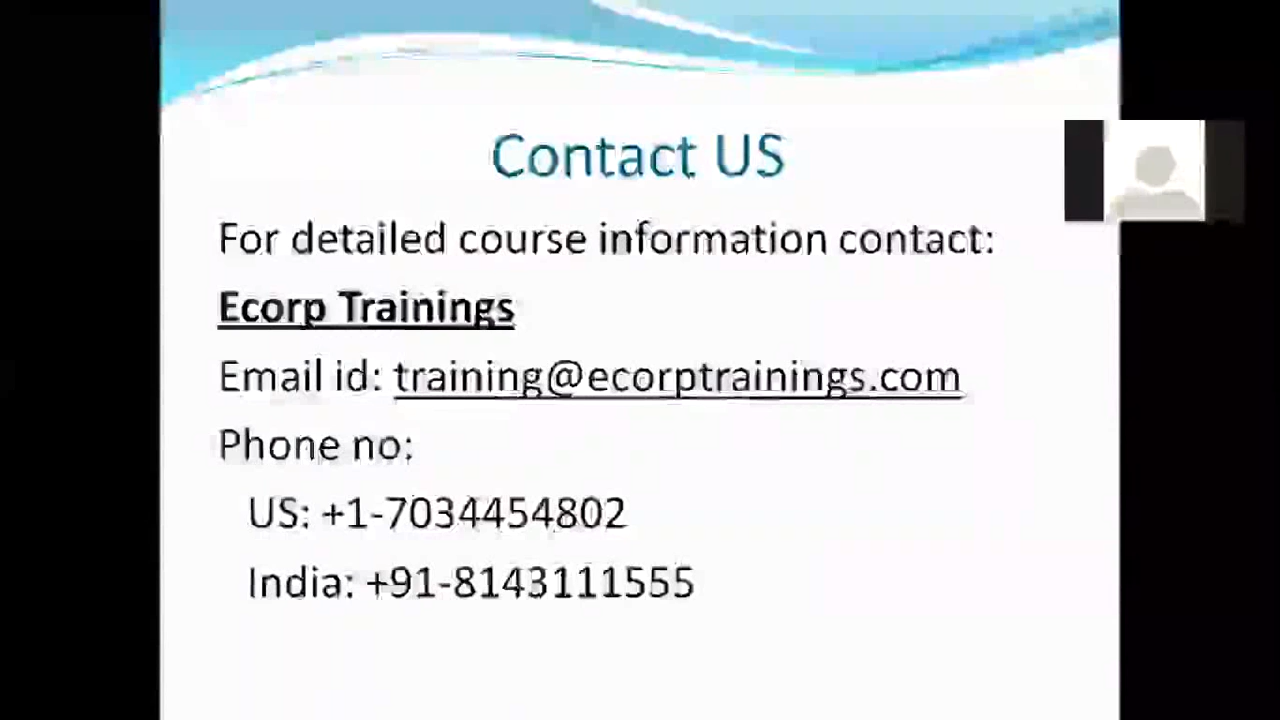 Contact US
For detailed course information contact:
Ecorp Trainings
Email id: training@ecorptrainings.com
Phone no:
US: +1-7034454802
India: +91-8143111555